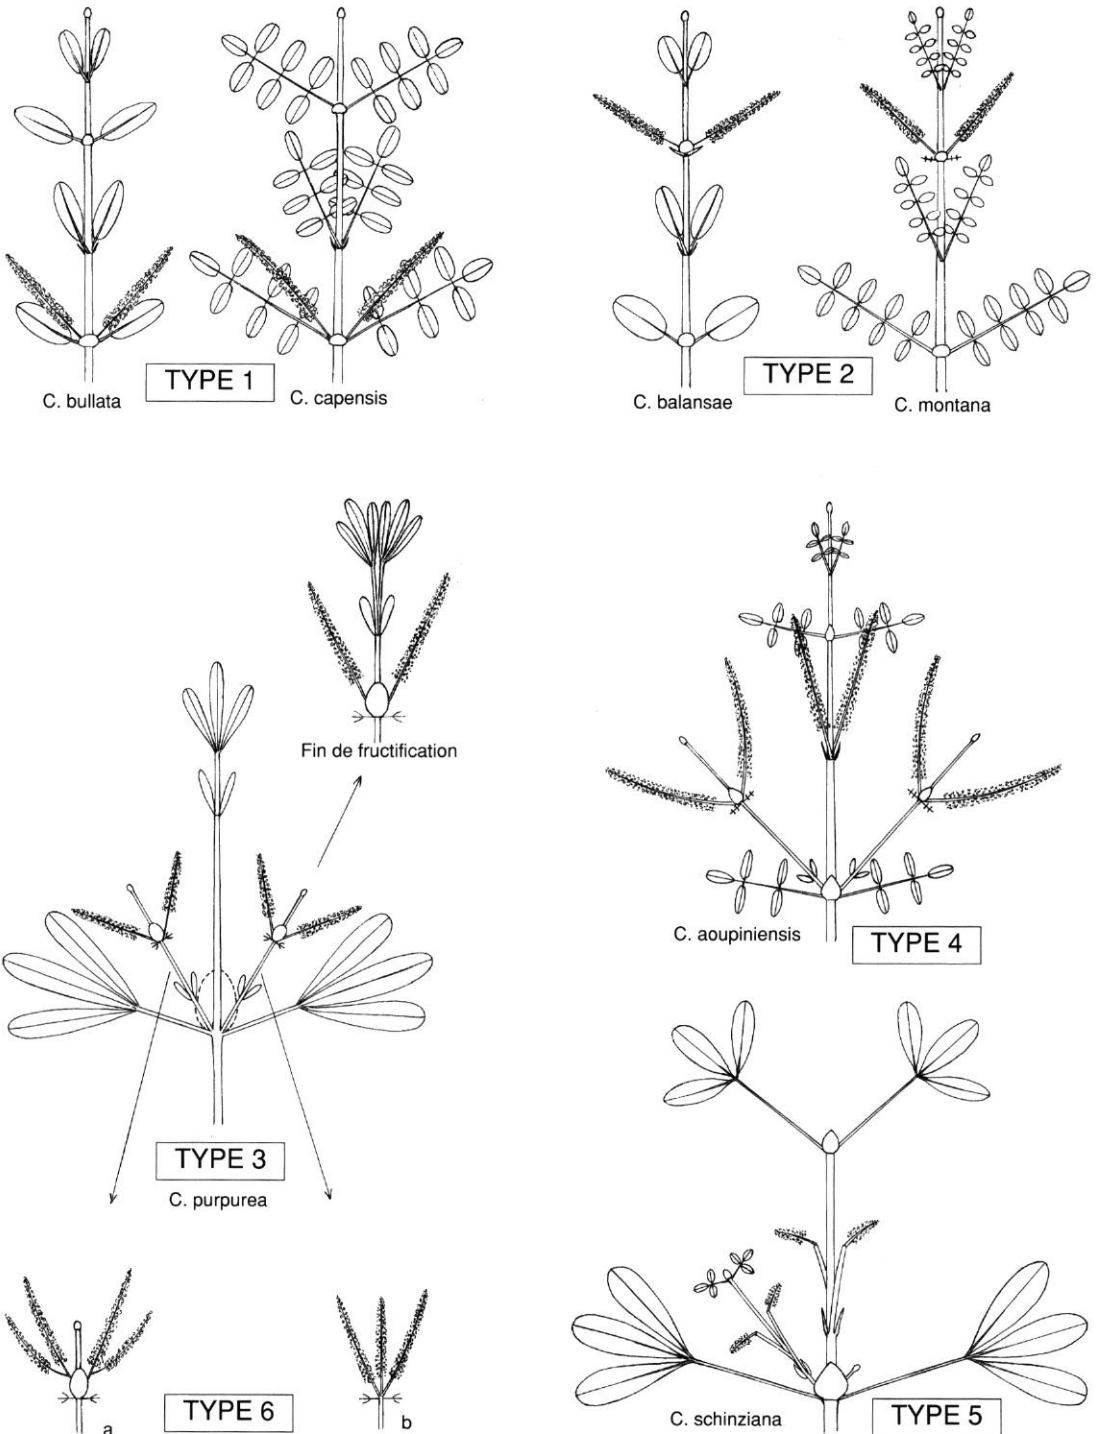 TYPE 1
C. bullata
C. capensis
TYPE 2
C. balansae
C. montana
Fin de fructification
C. aoupiniensis
TYPE 4
TYPE 3
C. purpurea
a
TYPE 6
b
C. schinziana
TYPE 5